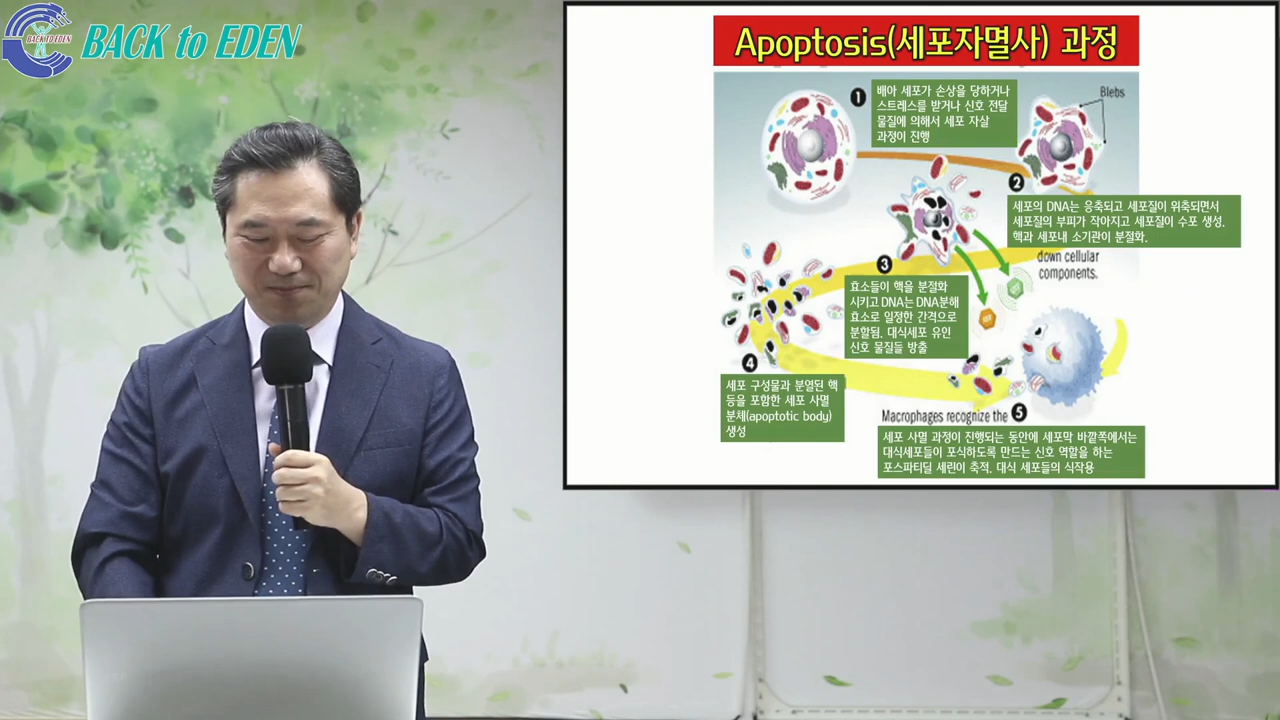 BACK TO EDEN
BACK to EDEN
Apoptosis(세포자멸사) 과정
1
배아 세포가 손상을 당하거나
스트레스를 받거나 신호 전달
물질에 의해서 세포 자살
과정이 진행
Blebs
2
세포의 DNA는 응축되고 세포질이 위축되면서
세포질의 부피가 작아지고 세포질이 수포 생성.
핵과 세포내 소기관이 분절화.
down cellular
components.
3
효소들이 핵을 분절화
시키고 DNA는 DNA분해
효소로 일정한 간격으로
분할됨. 대식세포 유인
신호 물질들 방출
4
세포 구성물과 분열된 핵
등을 포함한 세포 사멸
분체(apoptotic body)
생성
Macrophages recognize the
5
세포 사멸 과정이 진행되는 동안에 세포막 바깥쪽에서는
대식세포들이 포식하도록 만드는 신호 역할을 하는
포스파티딜 세린이 축적. 대식 세포들의 식작용